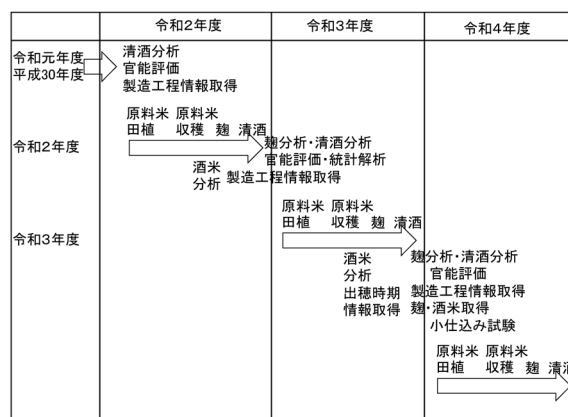 令和2年度 令和3年度 令和4年度
令和元年度
平成30年度
清酒分析
官能評価
製造工程情報取得
原料米 原料米
田植 収穫 麹 清酒
令和2年度
酒米
分析
製造工程情報取得
麹分析・清酒分析
官能評価・統計解析
原料米 原料米
田植 収穫 麹 清酒
令和3年度
酒米
分析
出穂時期
情報取得
麹分析・清酒分析
官能評価
製造工程情報取得
麹・酒米取得
小仕込み試験
原料米 原料米
田植 収穫 麹 清酒